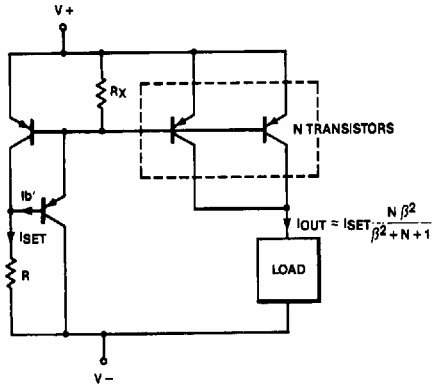 V+
RX
N TRANSISTORS
Ib'
ISET
R
IOUT ≈ ISET Nβ²
β² + N + 1
LOAD
V−